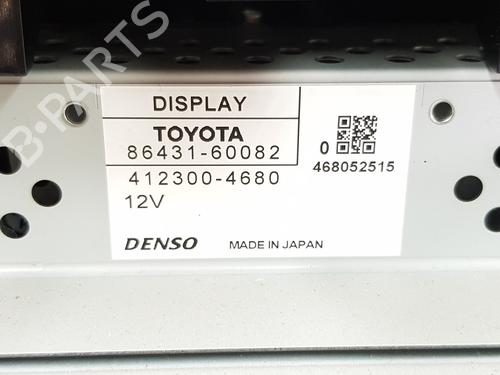 DISPLAY
TOYOTA
86431-60082
412300-4680
12V
0
468052515
DENSO
MADE IN JAPAN
B-PARTS